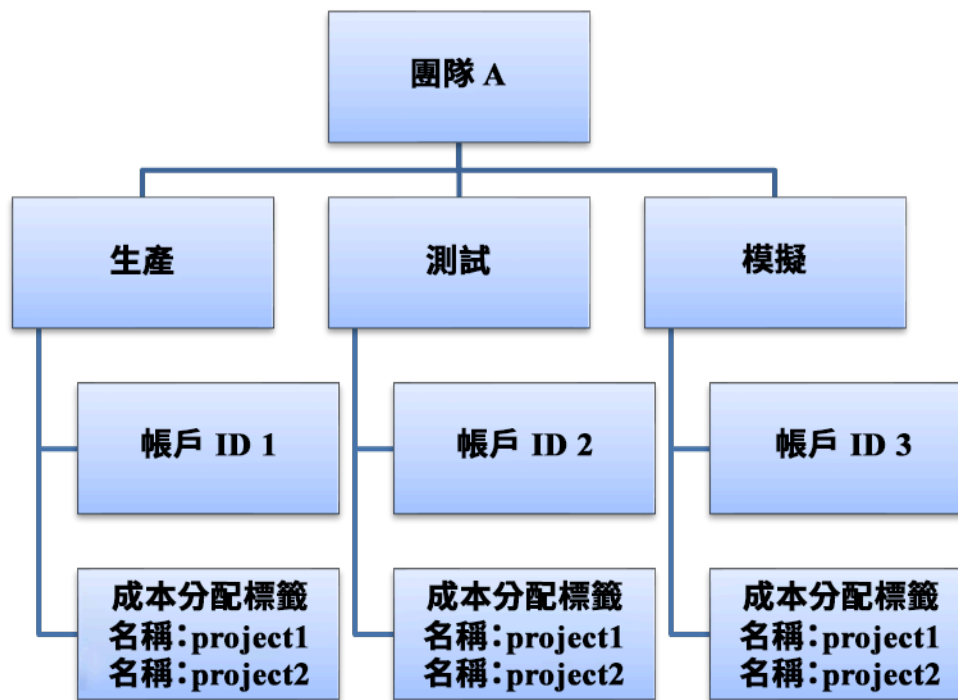 團隊 A
生產
測試
模擬
帳戶 ID 1
帳戶 ID 2
帳戶 ID 3
成本分配標籤
名稱：project1
名稱：project2
成本分配標籤
名稱：project1
名稱：project2
成本分配標籤
名稱：project1
名稱：project2